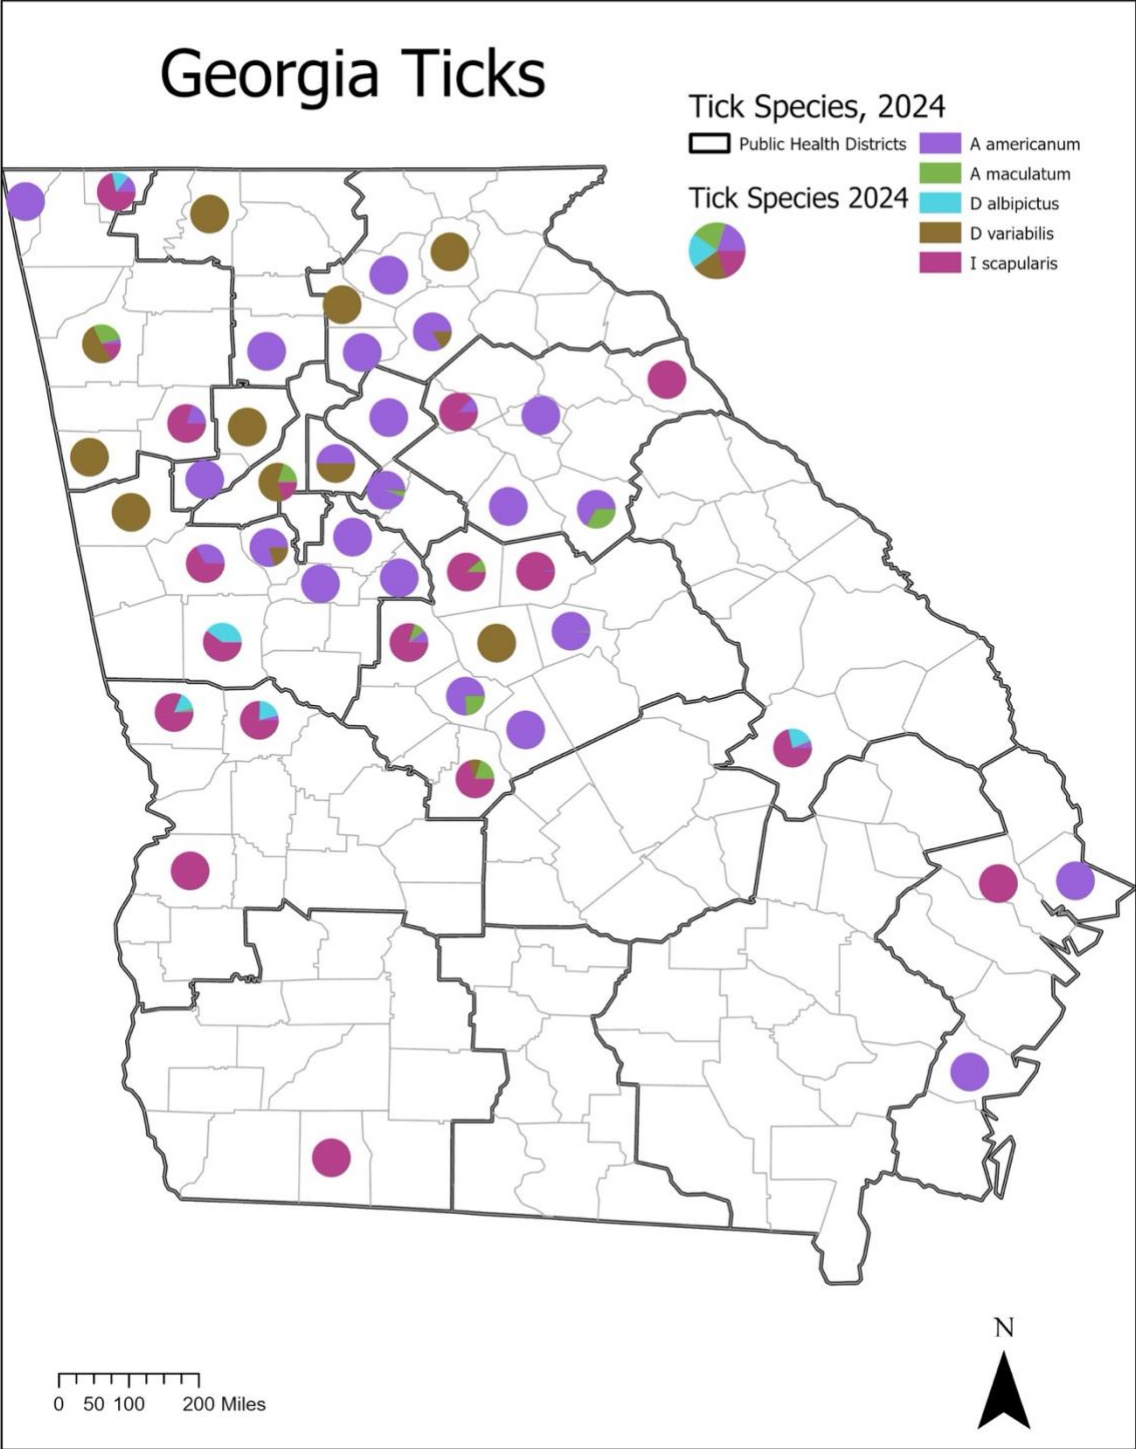 Georgia Ticks
Tick Species, 2024
Public Health Districts
Tick Species 2024
A americanum
A maculatum
D albipictus
D variabilis
I scapularis
N
0 50 100 200 Miles